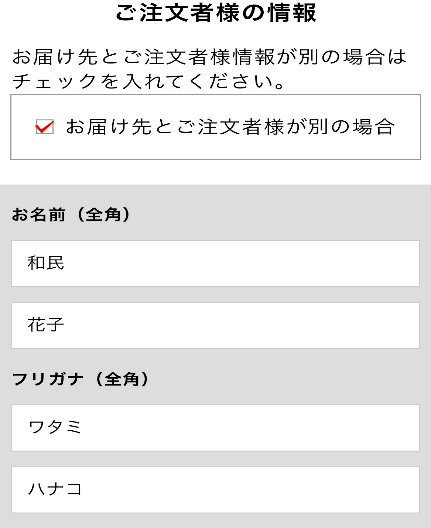 ご注文者様の情報
お届け先とご注文者様情報が別の場合は
チェックを入れてください。
お届け先とご注文者様が別の場合
お名前（全角）
和民
花子
フリガナ（全角）
ワタミ
ハナコ